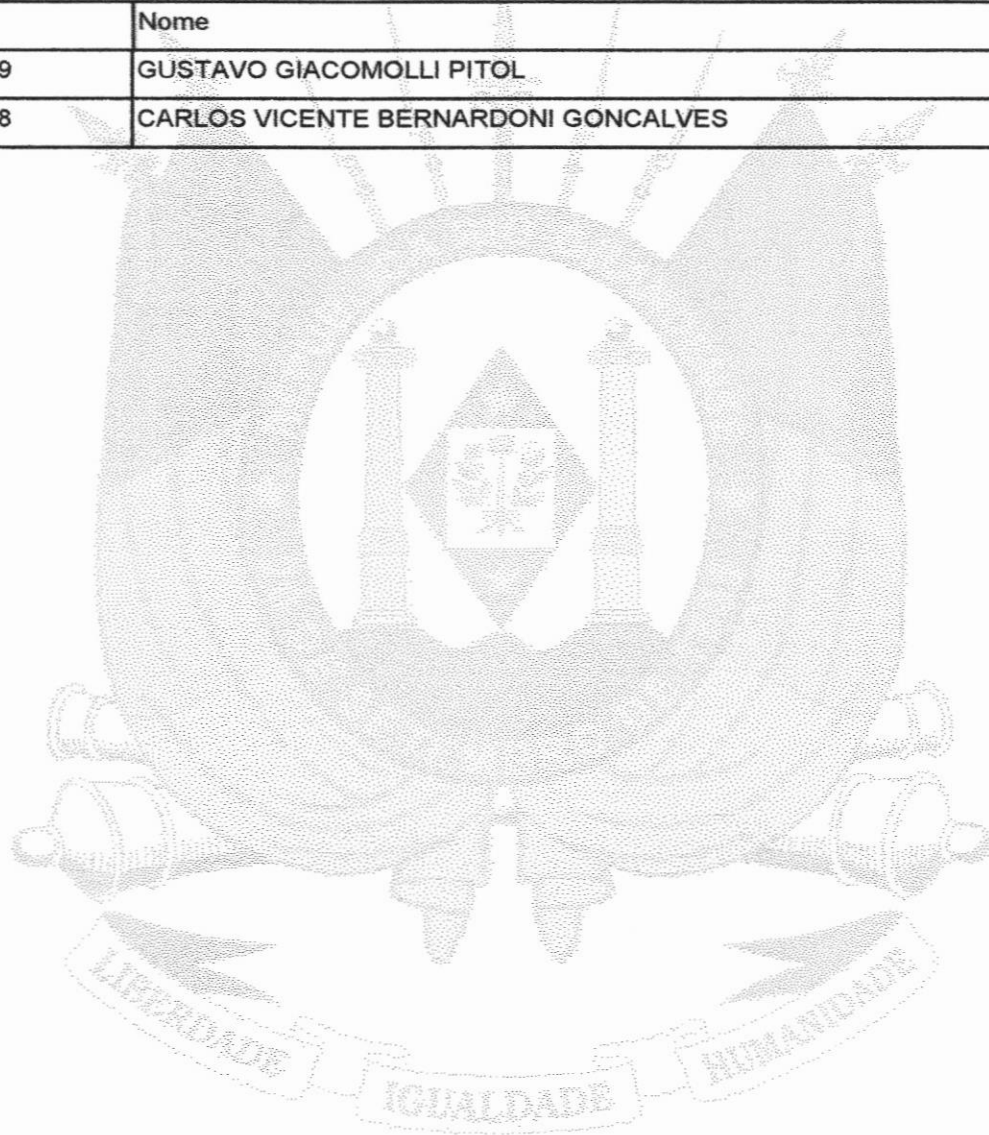 Nome
9 GUSTAVO GIACOMOLLI PITOL
8 CARLOS VICENTE BERNARDONI GONCALVES
LIBERDADE
IGUALDADE
HUMANIDADE